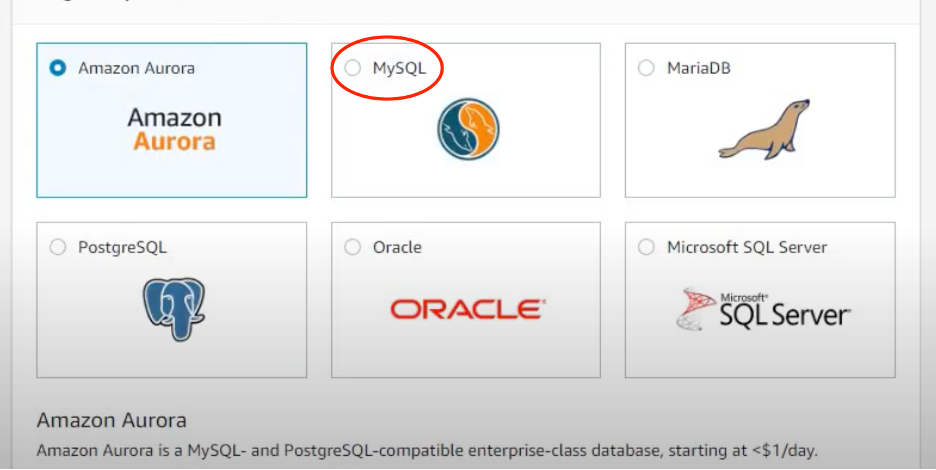 Amazon Aurora
MySQL
MariaDB
Amazon
Aurora
PostgreSQL
Oracle
Microsoft SQL Server
ORACLE
Microsoft®
SQL Server
Amazon Aurora
Amazon Aurora is a MySQL- and PostgreSQL-compatible enterprise-class database, starting at <$1/day.